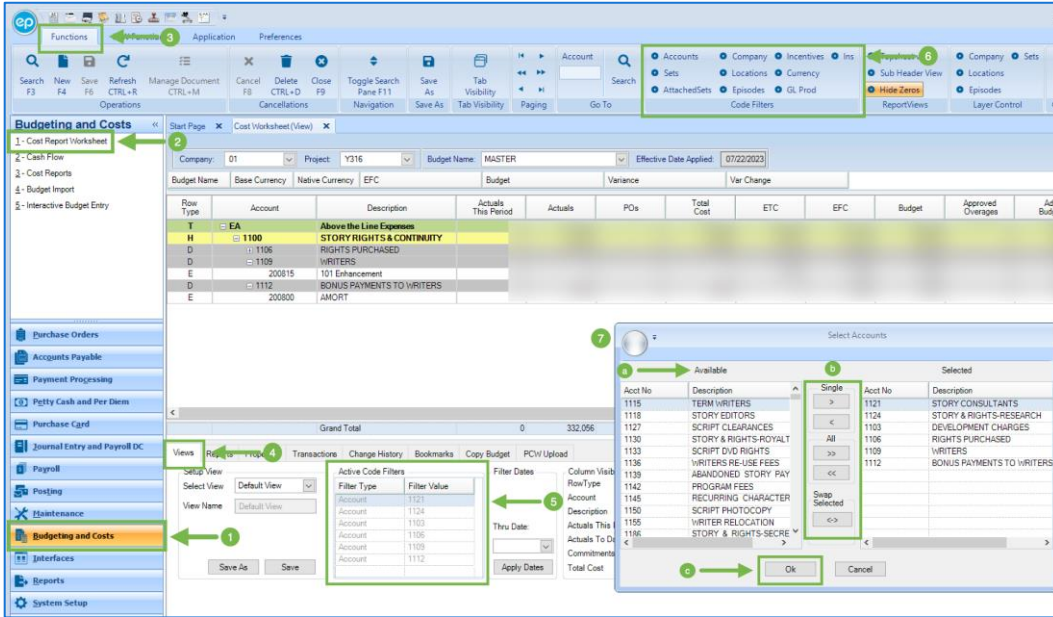 ep
Functions
3
Application
Preferences
Search F3
New F4
Save F6
Refresh CTRL+R
Manage Document CTRL+M
Operations
Cancel F8
Delete CTRL+D
Close F9
Cancellations
Toggle Search Pane F11
Navigation
Save As
Save As
Tab Visibility
Tab Visibility
Paging
Account
Search
Go To
Accounts Company Incentives Ins
Sets Locations Currency
AttachedSets Episodes GL Prod
Code Filters
6
Sub Header View
Hide Zeros
ReportViews
Company Sets
Locations
Episodes
Layer Control
Budgeting and Costs «
1 - Cost Report Worksheet
2
2 - Cash Flow
3 - Cost Reports
4 - Budget Import
5 - Interactive Budget Entry
Start Page X Cost Worksheet(View) X
Company: 01 Project: Y316 Budget Name: MASTER Effective Date Applied: 07/22/2023
Budget Name Base Currency Native Currency EFC Budget Variance Var Change
Row Type Account Description Actuals This Period Actuals POs Total Cost ETC EFC Budget Approved Overages
T EA Above the Line Expenses
H 1100 STORY RIGHTS & CONTINUITY
D 1106 RIGHTS PURCHASED
D 1109 WRITERS
E 200815 101 Enhancement
D 1112 BONUS PAYMENTS TO WRITERS
E 200800 AMORT
Grand Total 0 332,056
Purchase Orders
Accounts Payable
Payment Processing
Petty Cash and Per Diem
Purchase Card
Journal Entry and Payroll DC
Payroll
Posting
Maintenance
Budgeting and Costs
1
Interfaces
Reports
System Setup
Views
4
Transactions Change History Bookmarks Copy Budget PCW Upload
Setup View
Select View Default View
View Name Default View
Save As Save
Active Code Filters
Filter Type Filter Value
Account 1121
Account 1124
Account 1103
Account 1106
Account 1109
Account 1112
5
Filter Dates
Thru Date:
Apply Dates
RowType
Account
Description
Total Cost
7
Select Accounts
a
Available
b
Selected
Acct No Description
1115 TERM WRITERS
1118 STORY EDITORS
1127 SCRIPT CLEARANCES
1130 STORY & RIGHTS-ROYALT
1133 SCRIPT DVD RIGHTS
1136 WRITERS RE-USE FEES
1139 ABANDONED STORY PAY
1142 PROGRAM FEES
1145 RECURRING CHARACTER
1150 SCRIPT PHOTOCOPY
1155 WRITER RELOCATION
1186 STORY & RIGHTS-SECRE
Single
>
<
All
>>
<<
Swap Selected
<->
Acct No Description
1121 STORY CONSULTANTS
1124 STORY & RIGHTS-RESEARCH
1103 DEVELOPMENT CHARGES
1106 RIGHTS PURCHASED
1109 WRITERS
1112 BONUS PAYMENTS TO WRITERS
c
Ok
Cancel